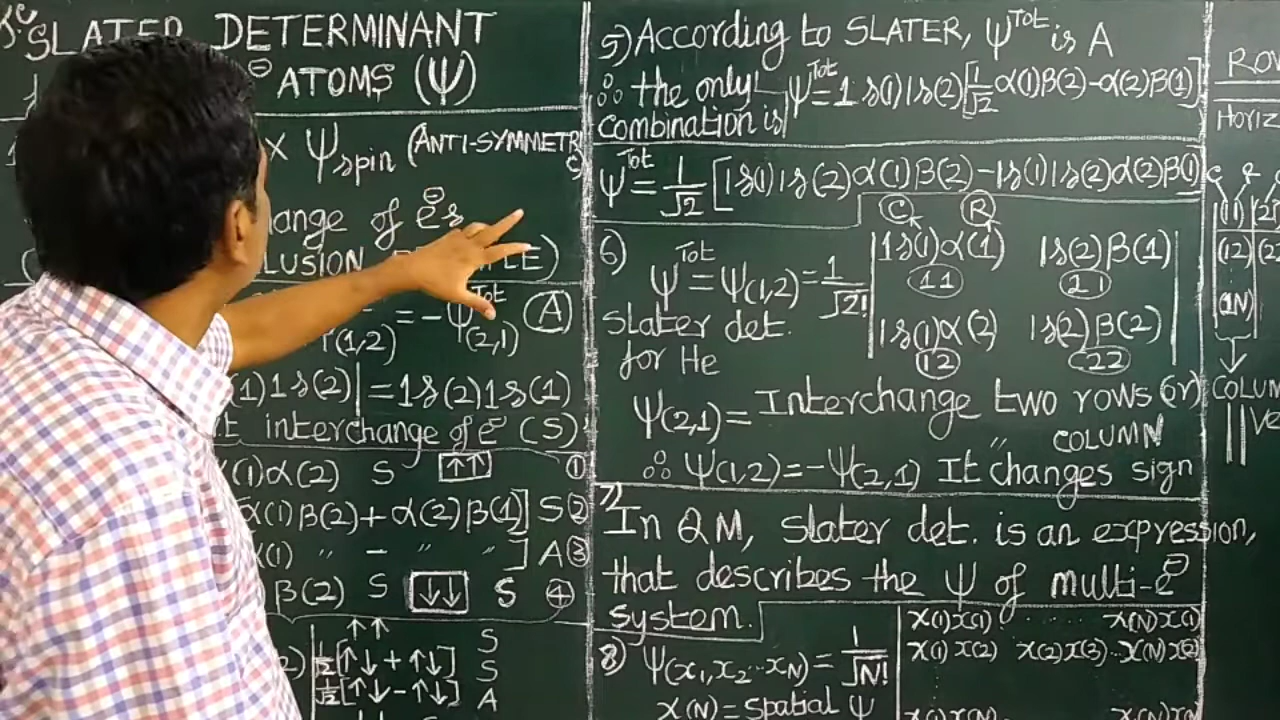 SLATER DETERMINANT
ATOMS (Ψ)
× Ψspin (ANTI-SYMMETRIC
hange of e⊖s
LUSION
(1,2) = -Ψ^Tot(2,1) (A)
(1)1s(2)| = 1s(2)1s(1)
interchange of e⊖ (S)
(1)α(2) S ↑↑ ①
α(1)β(2) + α(2)β(1)] S ②
(1) " - " " ] A ③
β(2) S ↓↓ S ④
↑↑ S
1/√2[↑↓+↑↓] S
1/√2[↑↓-↑↓] A
5) According to SLATER, Ψ^Tot is A
∴ the only combination is Ψ^Tot = 1s(1)1s(2)[1/√2 α(1)β(2)-α(2)β(1)]
Ψ^Tot = 1/√2 [1s(1)1s(2)α(1)β(2)-1s(1)1s(2)α(2)β(1)]
C R
6) Ψ^Tot = Ψ(1,2) = 1/√2! |1s(1)α(1) 1s(2)β(1)|
11 21
Slater det. |1s(1)α(2) 1s(2)β(2)|
for He 12 22
Ψ(2,1) = Interchange two rows (or)
" COLUMN
∴ Ψ(1,2) = -Ψ(2,1) It changes sign
7) In QM, Slater det. is an expression,
that describes the Ψ of multi-e⊖
system.
8) Ψ(x1,x2...xN) = 1/√N! | x(1)x(1) ..... x(N)x(1)
x(1)x(2) x(2)x(3)..x(N)x(2)
x(N) = spatial Ψ
ROW
Horiz
(11) (21
(12) (22
(1N)
COLUMN
|| Ve